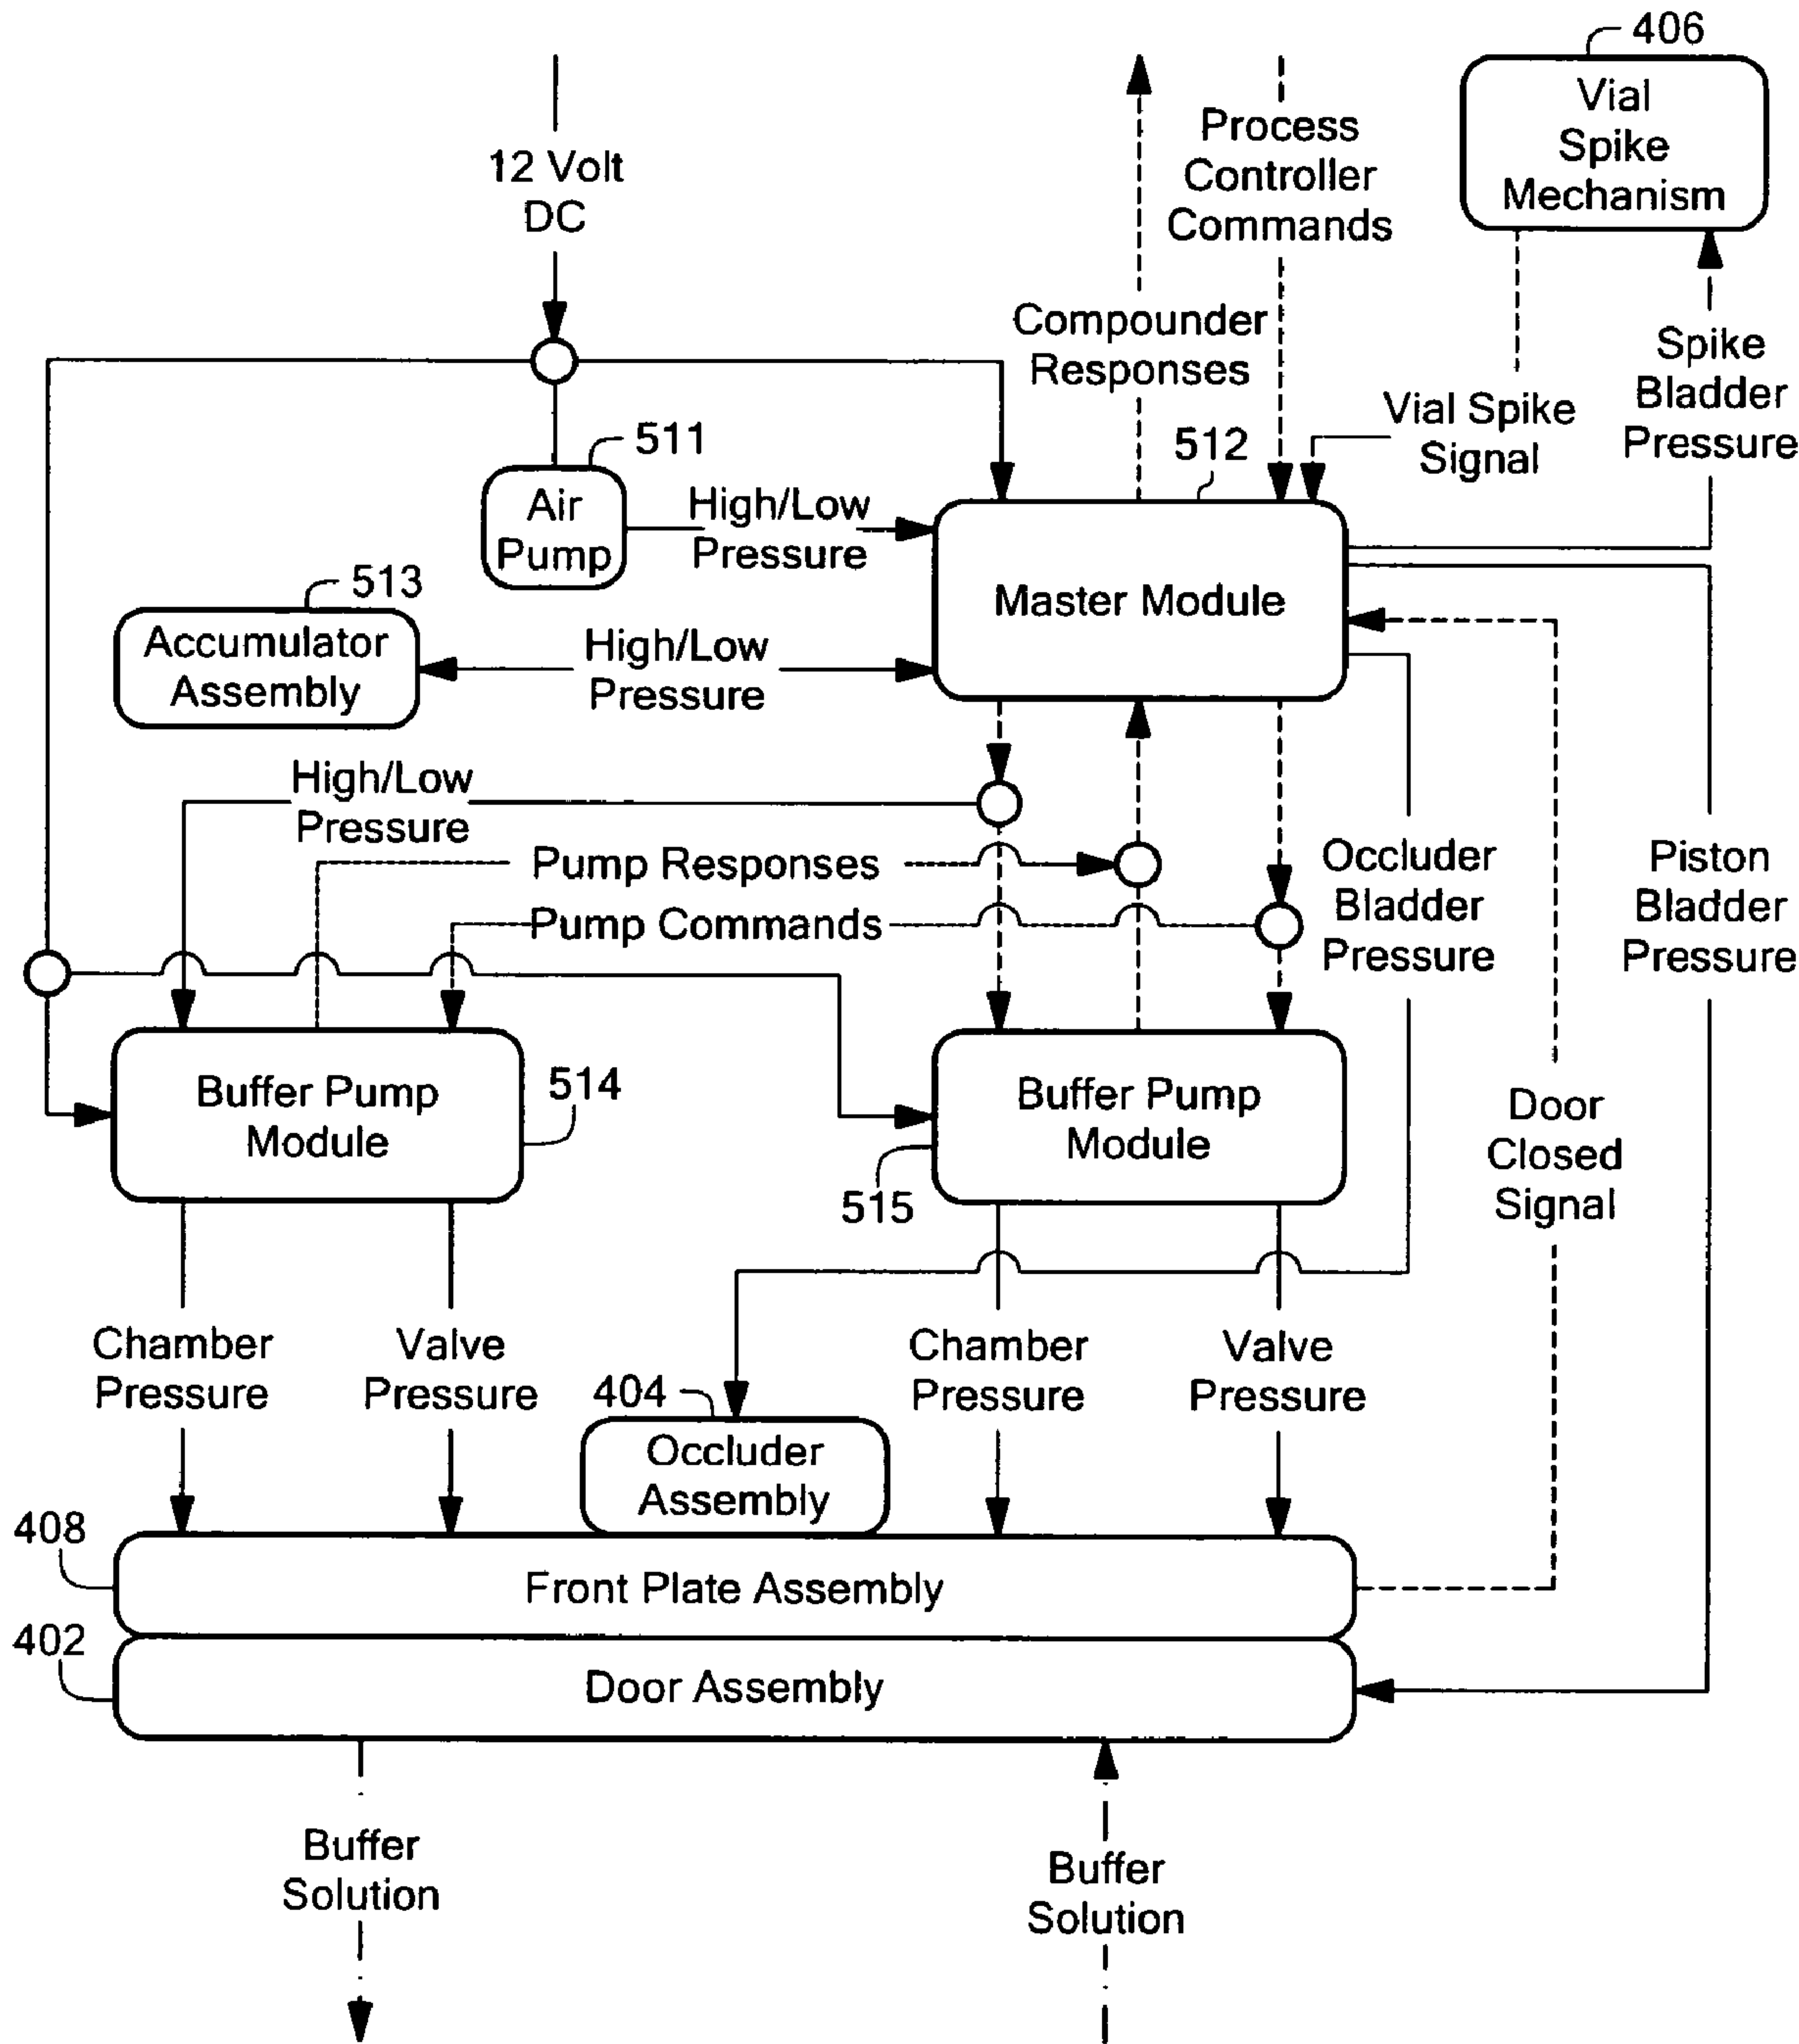 406
Vial
Spike
Mechanism
12 Volt
DC
Process
Controller
Commands
Compounder
Responses
Spike
Bladder
Pressure
Vial Spike
Signal
511
Air
Pump
High/Low
Pressure
512
Master Module
513
Accumulator
Assembly
High/Low
Pressure
High/Low
Pressure
Pump Responses
Pump Commands
Occluder
Bladder
Pressure
Piston
Bladder
Pressure
Buffer Pump
Module
514
Buffer Pump
Module
515
Door
Closed
Signal
Chamber
Pressure
Valve
Pressure
Chamber
Pressure
Valve
Pressure
404
Occluder
Assembly
408
Front Plate Assembly
402
Door Assembly
Buffer
Solution
Buffer
Solution